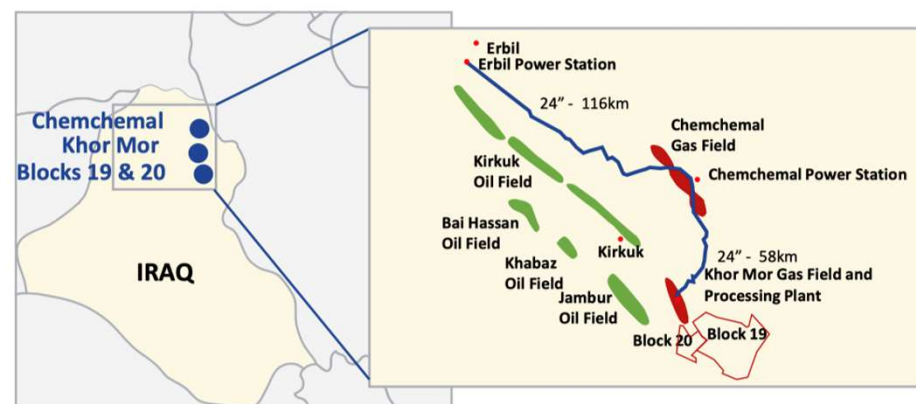 Chemchemal
Khor Mor
Blocks 19 & 20
IRAQ
Erbil
Erbil Power Station
24” - 116km
Chemchemal
Gas Field
Chemchemal Power Station
Kirkuk
Oil Field
Bai Hassan
Oil Field
Khabaz
Oil Field
Kirkuk
Jambur
Oil Field
24” - 58km
Khor Mor Gas Field and
Processing Plant
Block 20
Block 19